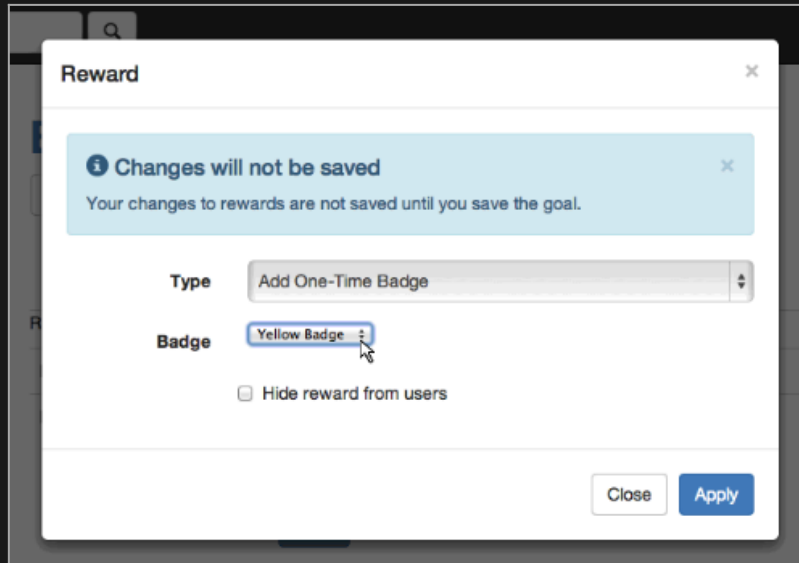 Reward
Changes will not be saved
Your changes to rewards are not saved until you save the goal.
Type
Add One-Time Badge
Badge
Yellow Badge
Hide reward from users
Close
Apply